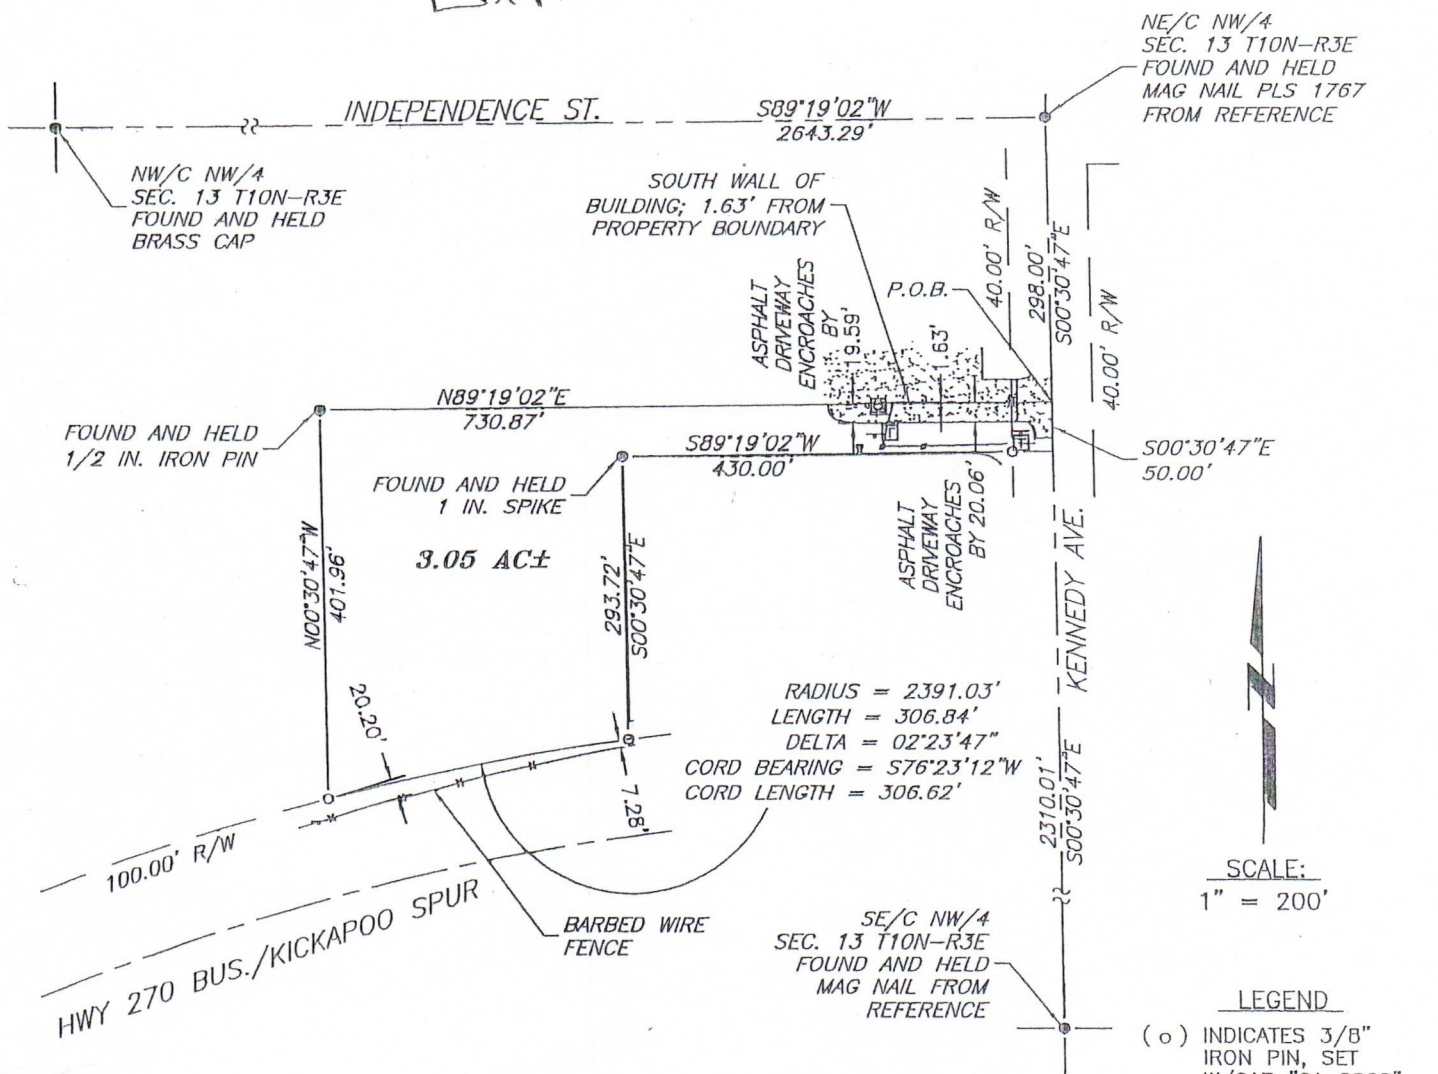 NE/C NW/4
SEC. 13 T10N-R3E
FOUND AND HELD
MAG NAIL PLS 1767
FROM REFERENCE
INDEPENDENCE ST.
S89°19'02"W
2643.29'
NW/C NW/4
SEC. 13 T10N-R3E
FOUND AND HELD
BRASS CAP
SOUTH WALL OF
BUILDING; 1.63' FROM
PROPERTY BOUNDARY
40.00' R/W
298.00'
S00°30'47"E
40.00' R/W
P.O.B.
ASPHALT
DRIVEWAY
ENCROACHES
BY
19.59'
1.63'
N89°19'02"E
730.87'
FOUND AND HELD
1/2 IN. IRON PIN
S89°19'02"W
430.00'
S00°30'47"E
50.00'
FOUND AND HELD
1 IN. SPIKE
ASPHALT
DRIVEWAY
ENCROACHES
BY 20.06'
3.05 AC±
N00°30'47"W
401.96'
293.72'
S00°30'47"E
KENNEDY AVE.
20.20'
RADIUS = 2391.03'
LENGTH = 306.84'
DELTA = 02°23'47"
CORD BEARING = S76°23'12"W
CORD LENGTH = 306.62'
7.28'
2310.01'
S00°30'47"E
100.00' R/W
HWY 270 BUS./KICKAPOO SPUR
BARBED WIRE
FENCE
SCALE:
1" = 200'
SE/C NW/4
SEC. 13 T10N-R3E
FOUND AND HELD
MAG NAIL FROM
REFERENCE
LEGEND
(o) INDICATES 3/8"
IRON PIN, SET